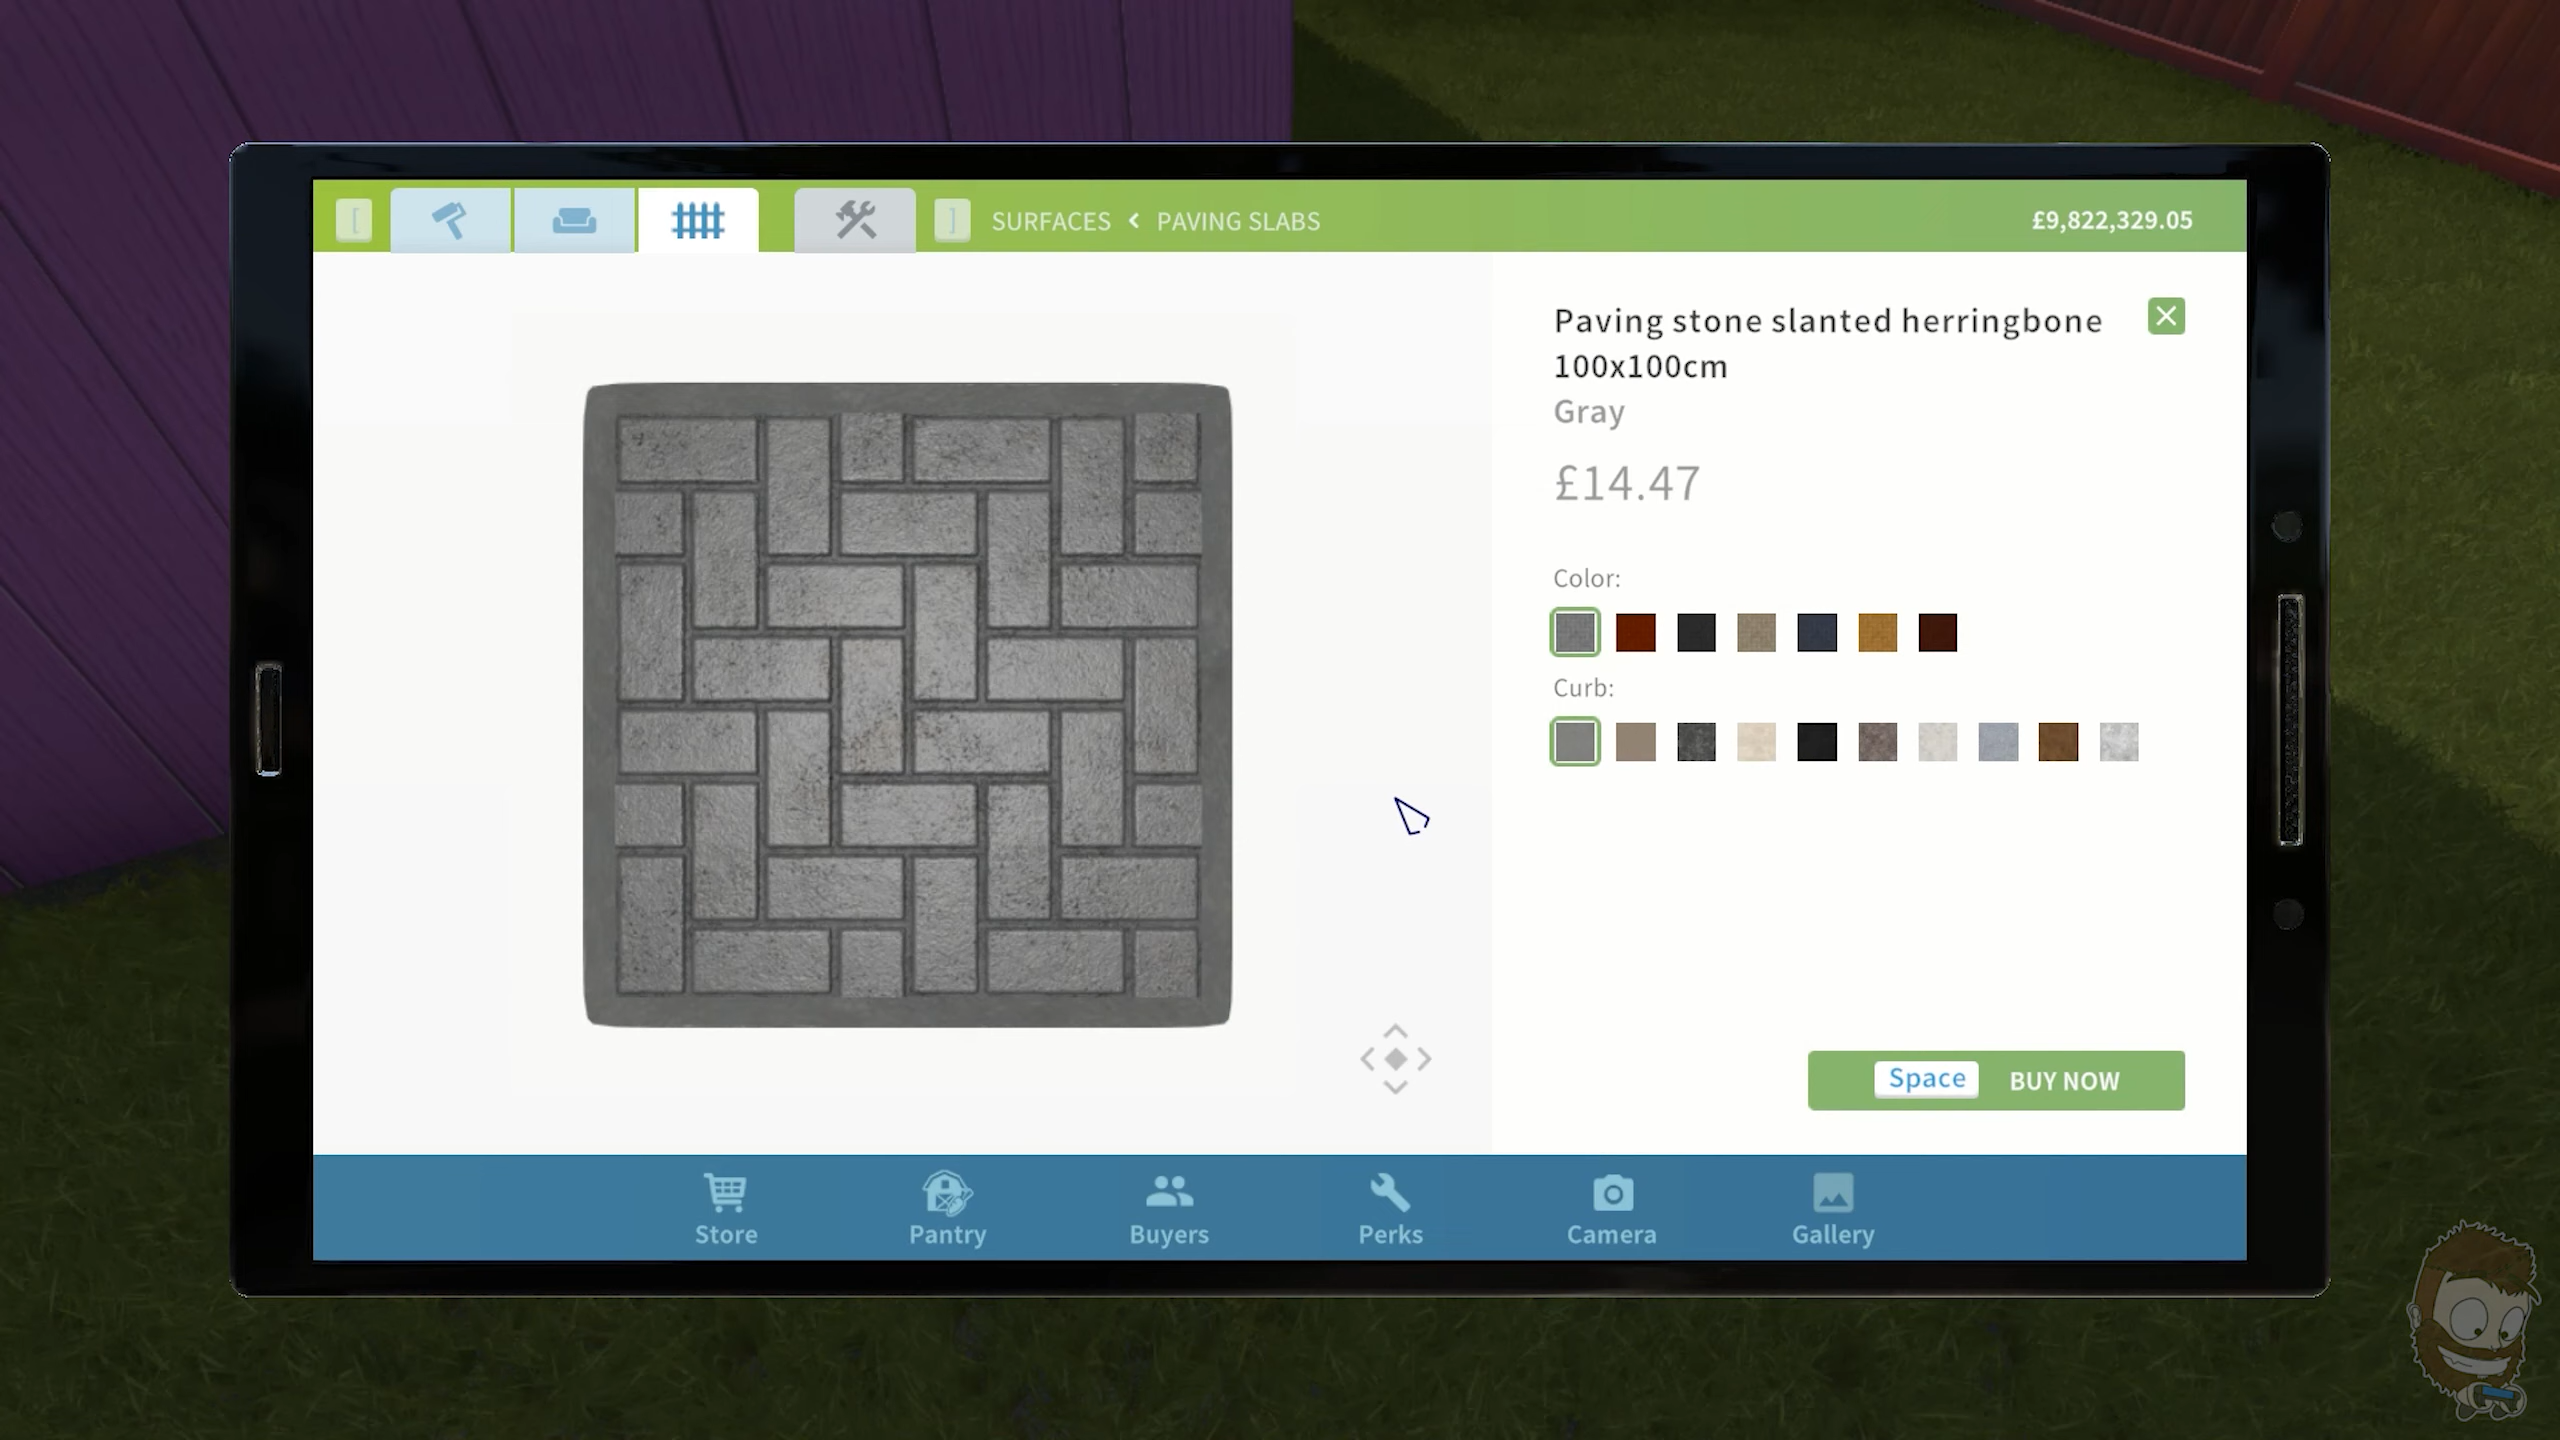 [
]
SURFACES < PAVING SLABS
£9,822,329.05
Paving stone slanted herringbone
100x100cm
Gray
£14.47
Color:
Curb:
Space BUY NOW
Store
Pantry
Buyers
Perks
Camera
Gallery